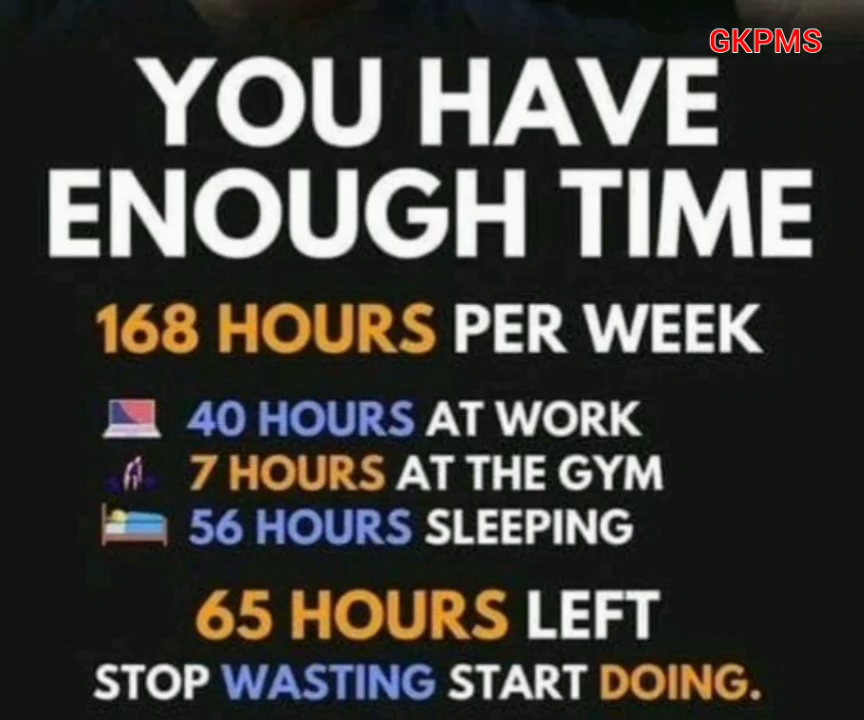 GKPMS
YOU HAVE
ENOUGH TIME
168 HOURS PER WEEK
40 HOURS AT WORK
7 HOURS AT THE GYM
56 HOURS SLEEPING
65 HOURS LEFT
STOP WASTING START DOING.